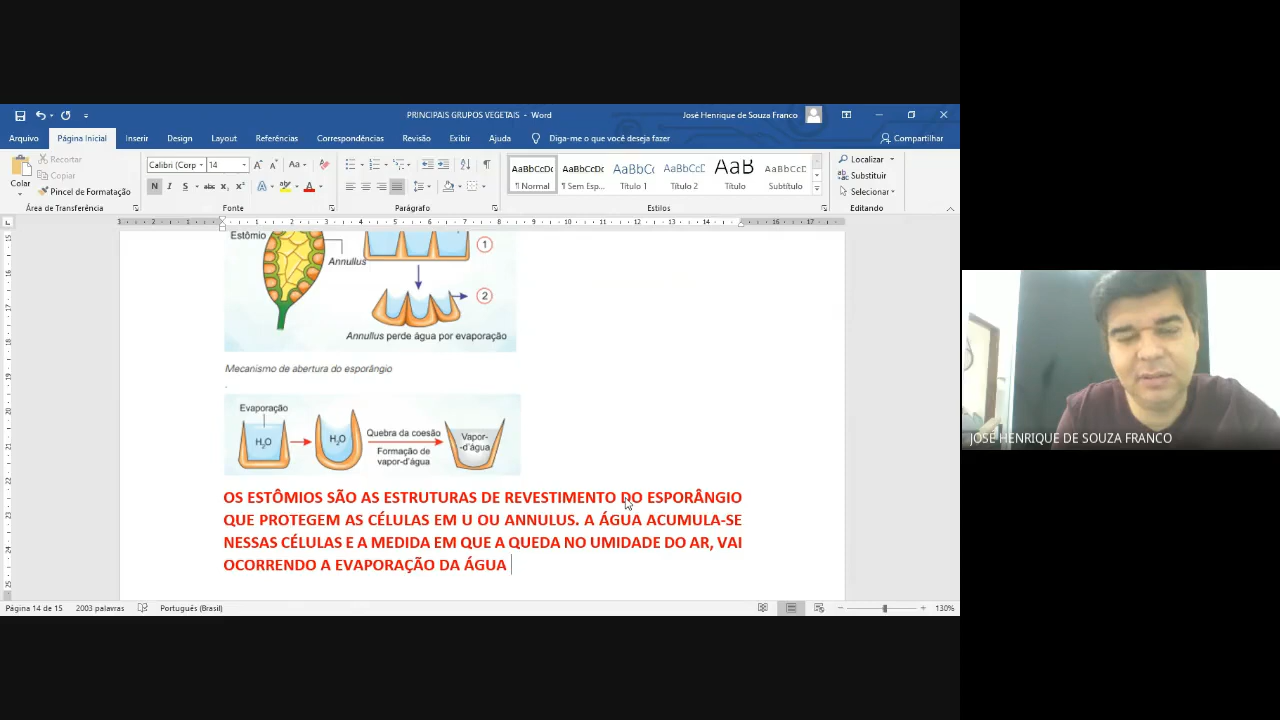 PRINCIPAIS GRUPOS VEGETAIS - Word
José Henrique de Souza Franco
Arquivo Página Inicial Inserir Design Layout Referências Correspondências Revisão Exibir Ajuda Diga-me o que você deseja fazer Compartilhar
Colar
Recortar
Copiar
Pincel de Formatação
Área de Transferência
Calibri (Corp 14
Fonte
Parágrafo
AaBbCcDc AaBbCcDc AaBbCc AaBbCcC AaB AaBbCcD
¶ Normal ¶ Sem Esp... Título 1 Título 2 Título Subtítulo
Estilos
Localizar
Substituir
Selecionar
Editando
Estômio
Annullus
1
2
Annullus perde água por evaporação
Mecanismo de abertura do esporângio
Evaporação
H₂O
H₂O
Quebra da coesão
Formação de
vapor-d'água
Vapor-
-d'água
OS ESTÔMIOS SÃO AS ESTRUTURAS DE REVESTIMENTO DO ESPORÂNGIO
QUE PROTEGEM AS CÉLULAS EM U OU ANNULUS. A ÁGUA ACUMULA-SE
NESSAS CÉLULAS E A MEDIDA EM QUE A QUEDA NO UMIDADE DO AR, VAI
OCORRENDO A EVAPORAÇÃO DA ÁGUA
Página 14 de 15 2003 palavras Português (Brasil) 130%
JOSÉ HENRIQUE DE SOUZA FRANCO